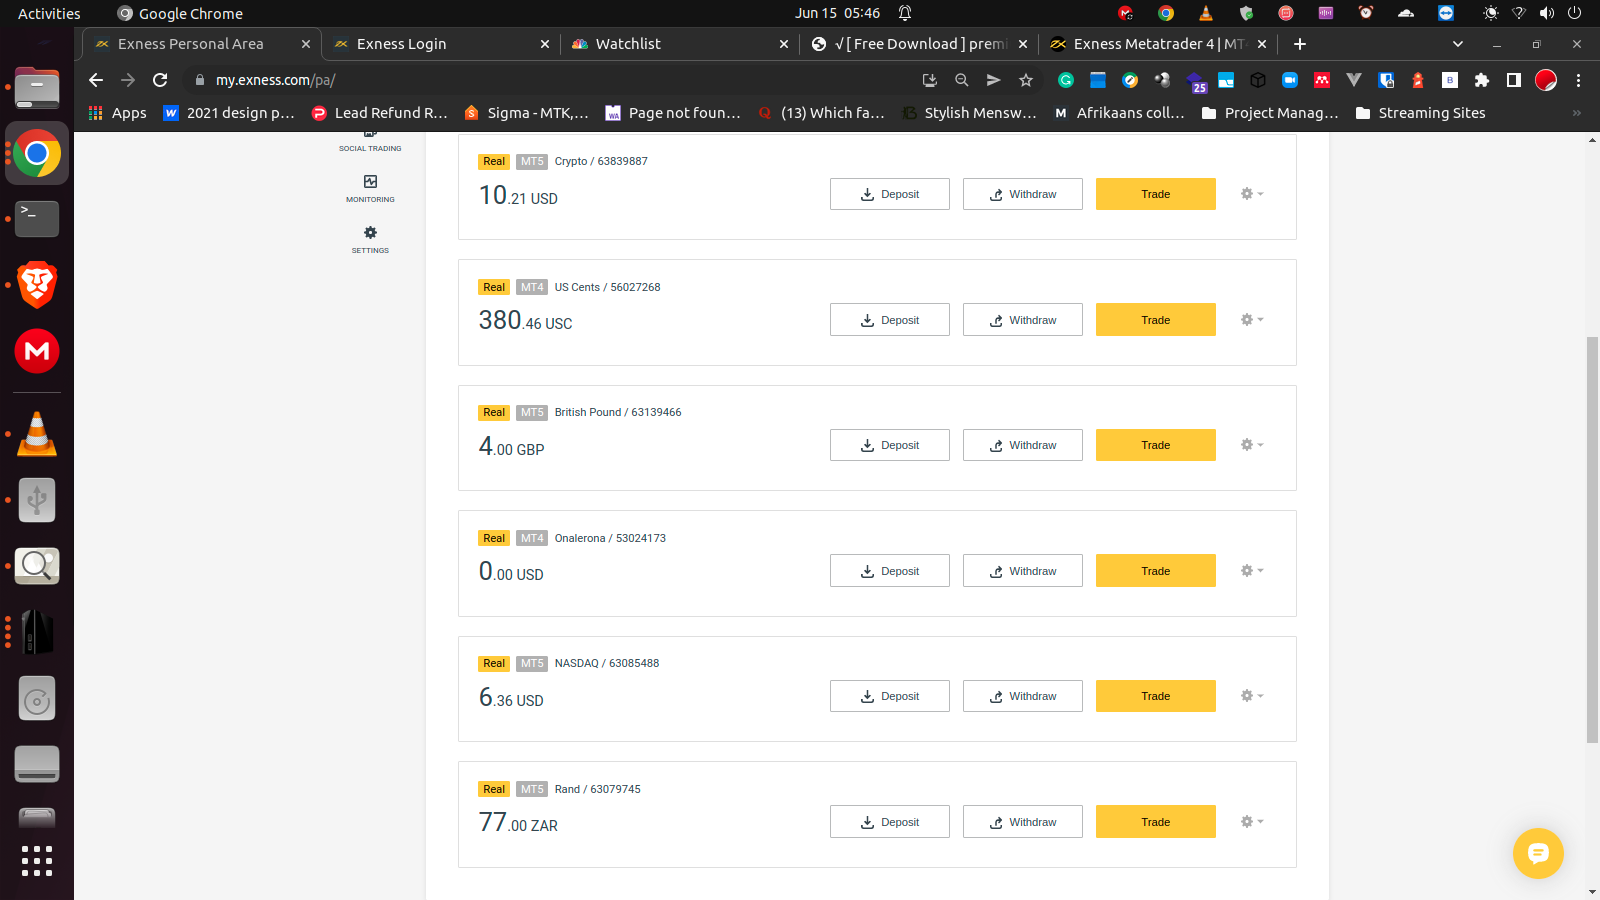 Activities
Google Chrome
Jun 15 05:46
Exness Personal Area
Exness Login
Watchlist
√ [ Free Download ] premi
Exness Metatrader 4 | MT
my.exness.com/pa/
25
Apps
2021 design p...
Lead Refund R...
Sigma - MTK,...
Page not foun...
(13) Which fa...
Stylish Mensw...
Afrikaans coll...
Project Manag...
Streaming Sites
SOCIAL TRADING
MONITORING
SETTINGS
Real MT5 Crypto / 63839887
10.21 USD
Deposit Withdraw Trade
Real MT4 US Cents / 56027268
380.46 USC
Deposit Withdraw Trade
Real MT5 British Pound / 63139466
4.00 GBP
Deposit Withdraw Trade
Real MT4 Onalerona / 53024173
0.00 USD
Deposit Withdraw Trade
Real MT5 NASDAQ / 63085488
6.36 USD
Deposit Withdraw Trade
Real MT5 Rand / 63079745
77.00 ZAR
Deposit Withdraw Trade